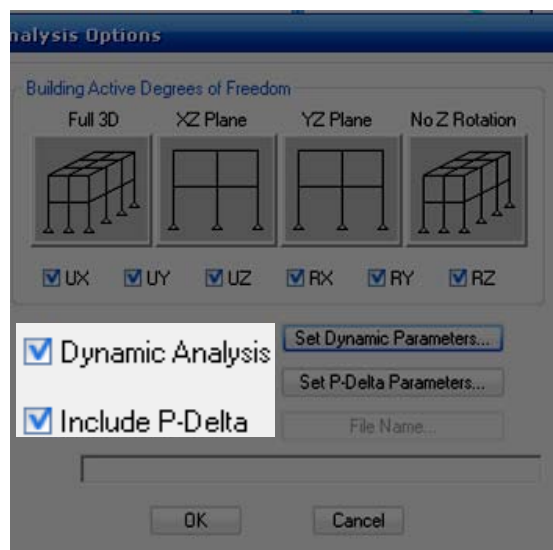 nalysis Options
Building Active Degrees of Freedom
Full 3D XZ Plane YZ Plane No Z Rotation
UX UY UZ RX RY RZ
Dynamic Analysis Set Dynamic Parameters...
Set P-Delta Parameters...
Include P-Delta File Name...
OK Cancel